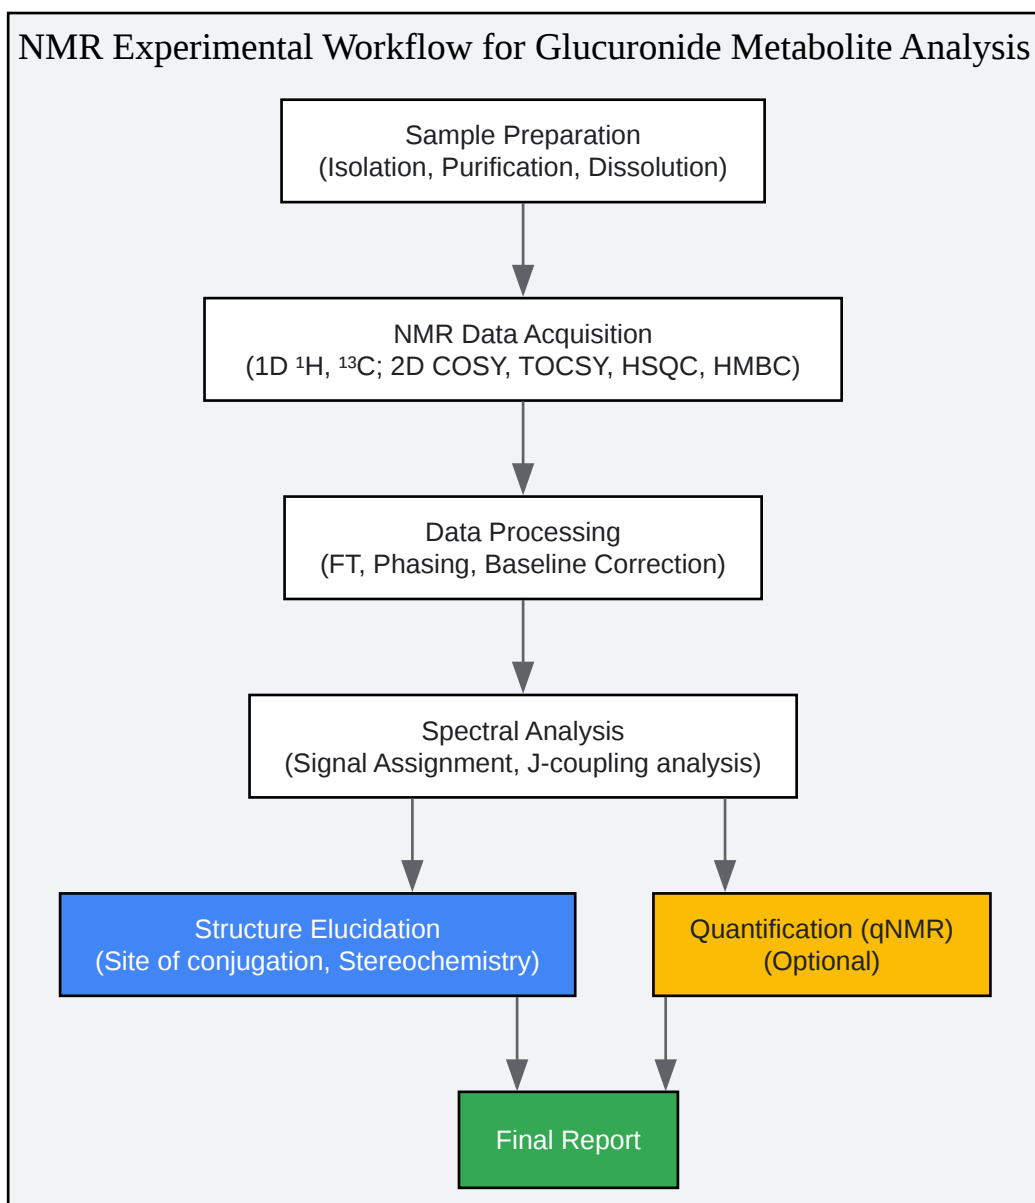 NMR Experimental Workflow for Glucuronide Metabolite Analysis
Sample Preparation
(Isolation, Purification, Dissolution)
NMR Data Acquisition
(1D ¹H, ¹³C; 2D COSY, TOCSY, HSQC, HMBC)
Data Processing
(FT, Phasing, Baseline Correction)
Spectral Analysis
(Signal Assignment, J-coupling analysis)
Structure Elucidation
(Site of conjugation, Stereochemistry)
Quantification (qNMR)
(Optional)
Final Report